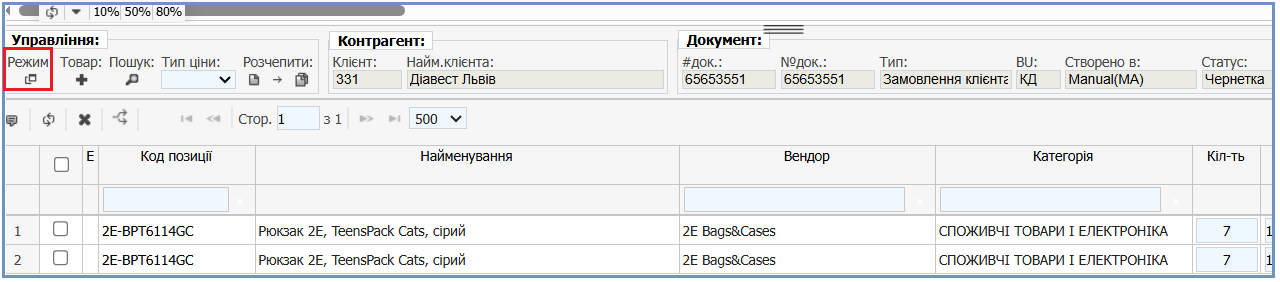 10% 50% 80%
Управління: Контрагент: Документ:
Режим Товар: Пошук: Тип ціни: Розчепити: Клієнт: Найм.клієнта: #док.: №док.: Тип: BU: Створено в: Статус:
331 Діавест Львів 65653551 65653551 Замовлення клієнта КД Manual(MA) Чернетка
Стор. 1 з 1 500
Е Код позиції Найменування Вендор Категорія Кіл-ть
1 2E-BPT6114GC Рюкзак 2E, TeensPack Cats, сірий 2E Bags&Cases СПОЖИВЧІ ТОВАРИ І ЕЛЕКТРОНІКА 7 1
2 2E-BPT6114GC Рюкзак 2E, TeensPack Cats, сірий 2E Bags&Cases СПОЖИВЧІ ТОВАРИ І ЕЛЕКТРОНІКА 7 1